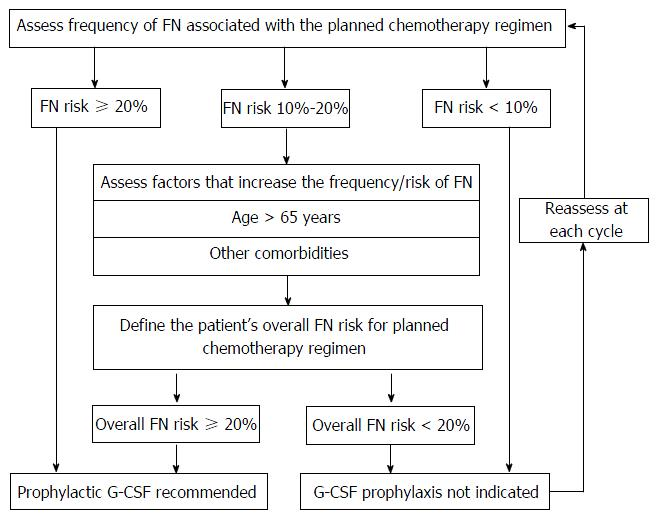 Assess frequency of FN associated with the planned chemotherapy regimen
FN risk ⩾ 20%
FN risk 10%-20%
FN risk < 10%
Assess factors that increase the frequency/risk of FN
Age > 65 years
Other comorbidities
Reassess at
each cycle
Define the patient’s overall FN risk for planned
chemotherapy regimen
Overall FN risk ⩾ 20%
Overall FN risk < 20%
Prophylactic G-CSF recommended
G-CSF prophylaxis not indicated